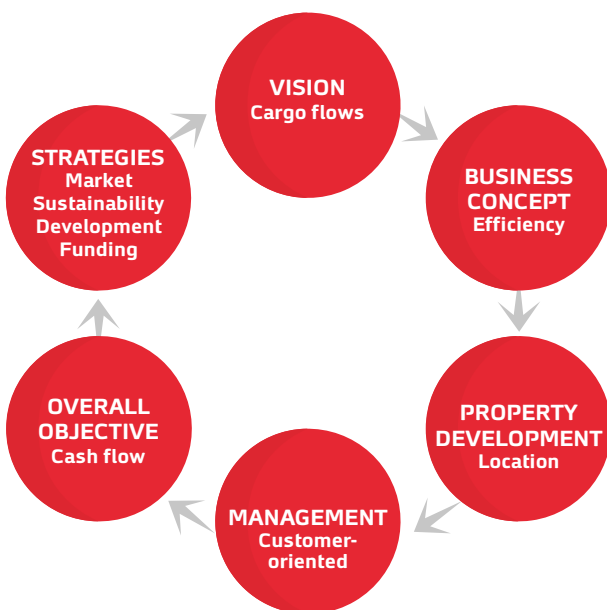 VISION
Cargo flows
BUSINESS
CONCEPT
Efficiency
PROPERTY
DEVELOPMENT
Location
MANAGEMENT
Customer-
oriented
OVERALL
OBJECTIVE
Cash flow
STRATEGIES
Market
Sustainability
Development
Funding